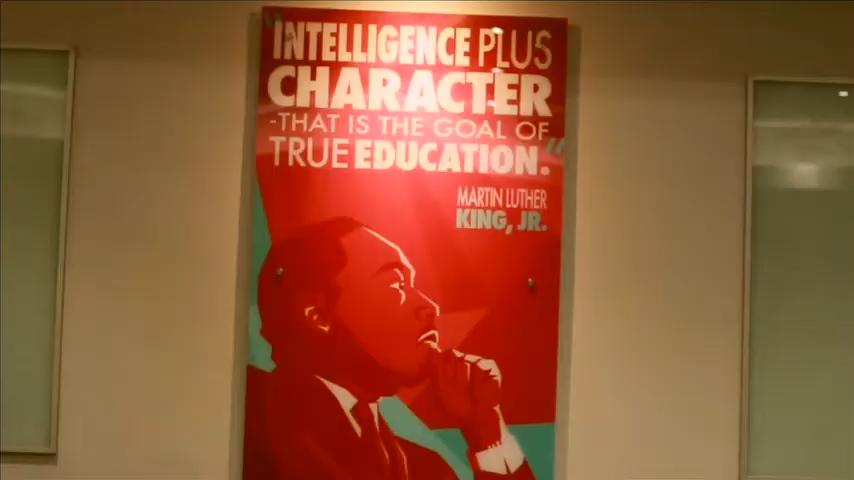 "INTELLIGENCE PLUS
CHARACTER
-THAT IS THE GOAL OF
TRUE EDUCATION."
MARTIN LUTHER
KING, JR.